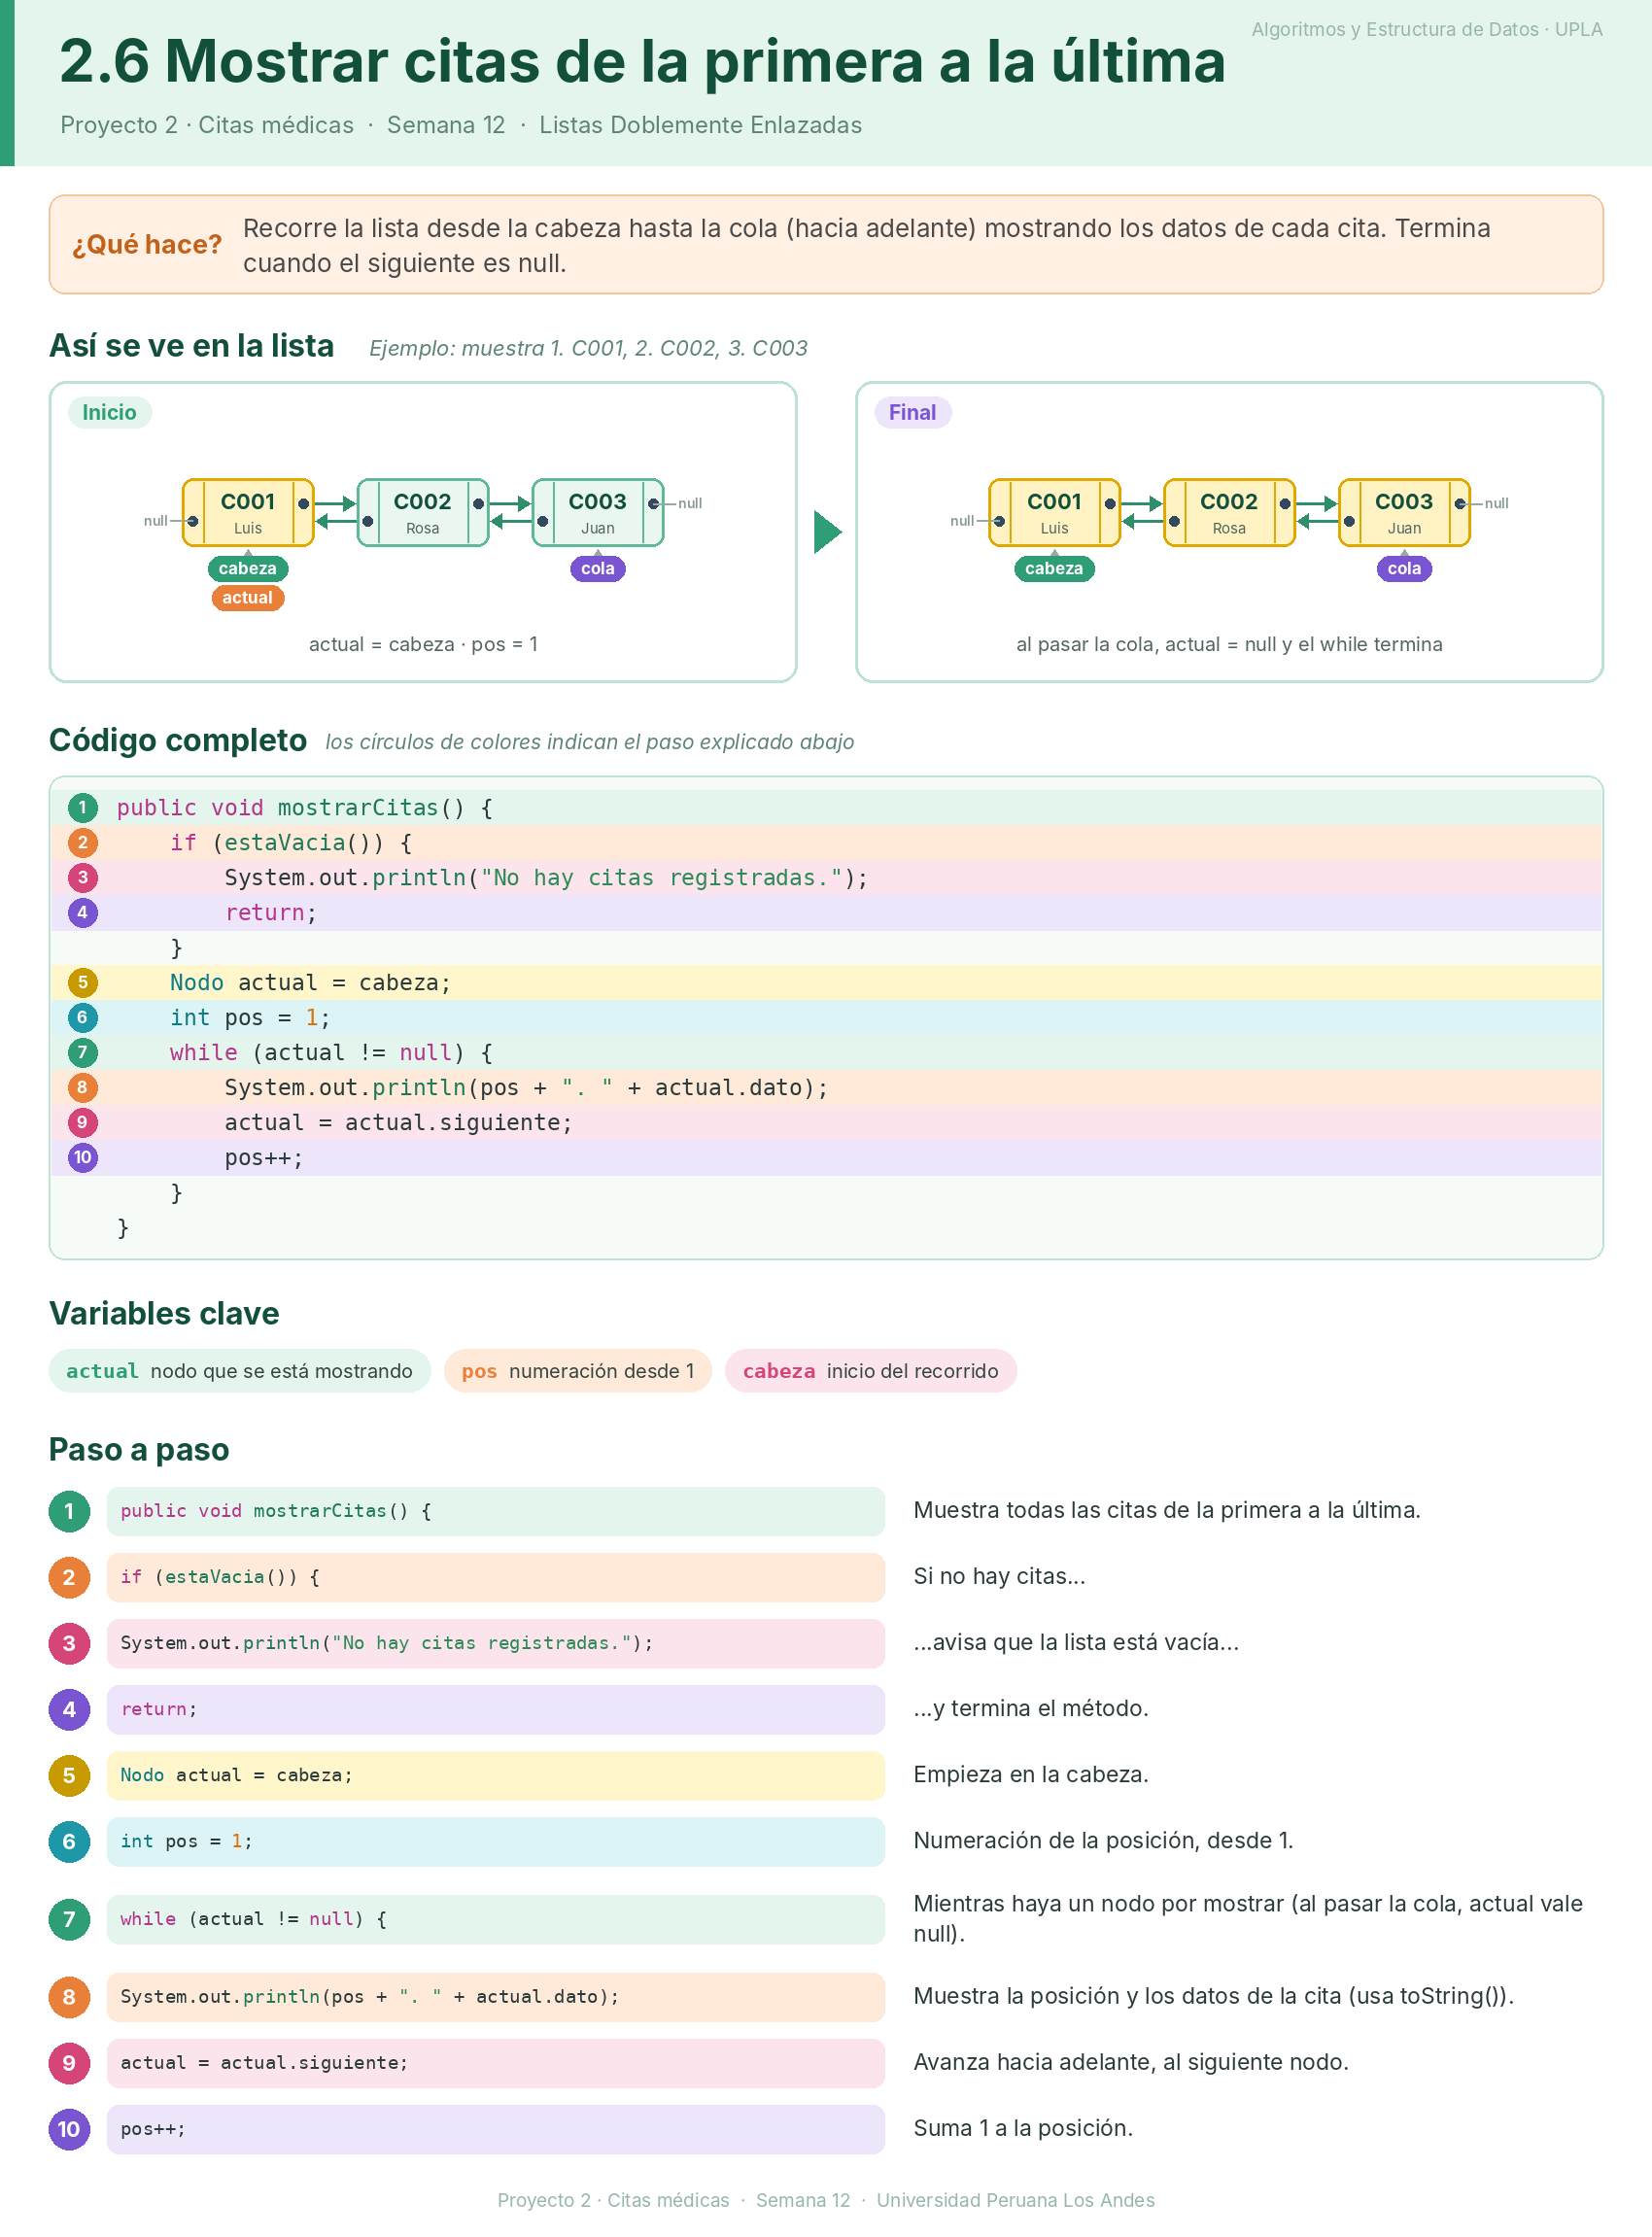 Algoritmos y Estructura de Datos · UPLA
2.6 Mostrar citas de la primera a la última
Proyecto 2 · Citas médicas · Semana 12 · Listas Doblemente Enlazadas
¿Qué hace?
Recorre la lista desde la cabeza hasta la cola (hacia adelante) mostrando los datos de cada cita. Termina
cuando el siguiente es null.
Así se ve en la lista
Ejemplo: muestra 1. C001, 2. C002, 3. C003
Inicio
null
C001
Luis
C002
Rosa
C003
Juan
null
cabeza
cola
actual
actual = cabeza · pos = 1
Final
null
C001
Luis
C002
Rosa
C003
Juan
null
cabeza
cola
al pasar la cola, actual = null y el while termina
Código completo
los círculos de colores indican el paso explicado abajo
1 public void mostrarCitas() {
2     if (estaVacia()) {
3         System.out.println("No hay citas registradas.");
4         return;
    }
5     Nodo actual = cabeza;
6     int pos = 1;
7     while (actual != null) {
8         System.out.println(pos + ". " + actual.dato);
9         actual = actual.siguiente;
10         pos++;
    }
}
Variables clave
actual nodo que se está mostrando
pos numeración desde 1
cabeza inicio del recorrido
Paso a paso
1 public void mostrarCitas() { Muestra todas las citas de la primera a la última.
2 if (estaVacia()) { Si no hay citas...
3 System.out.println("No hay citas registradas."); ...avisa que la lista está vacía...
4 return; ...y termina el método.
5 Nodo actual = cabeza; Empieza en la cabeza.
6 int pos = 1; Numeración de la posición, desde 1.
7 while (actual != null) { Mientras haya un nodo por mostrar (al pasar la cola, actual vale
null).
8 System.out.println(pos + ". " + actual.dato); Muestra la posición y los datos de la cita (usa toString()).
9 actual = actual.siguiente; Avanza hacia adelante, al siguiente nodo.
10 pos++; Suma 1 a la posición.
Proyecto 2 · Citas médicas · Semana 12 · Universidad Peruana Los Andes